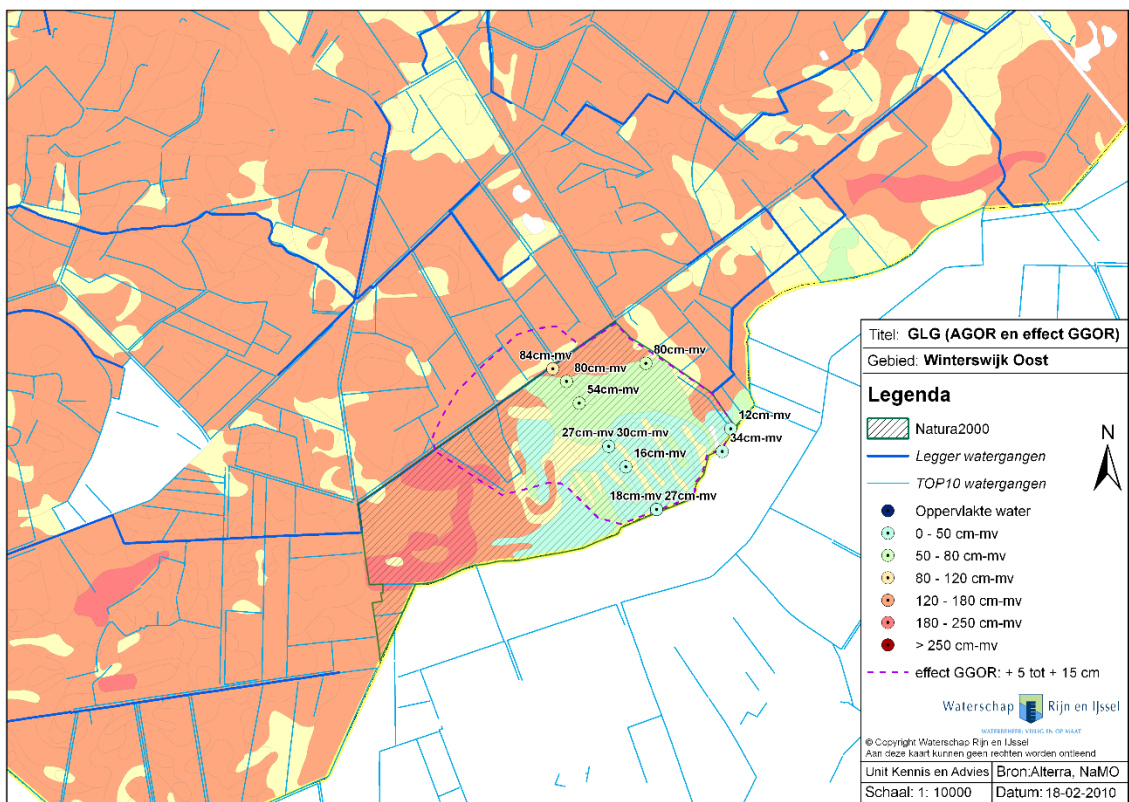 84cm-mv
80cm-mv
80cm-mv
54cm-mv
12cm-mv
27cm-mv 30cm-mv
34cm-mv
16cm-mv
18cm-mv 27cm-mv
Titel: GLG (AGOR en effect GGOR)
Gebied: Winterswijk Oost
Legenda
Natura2000
Legger watergangen
TOP10 watergangen
N
Oppervlakte water
0 - 50 cm-mv
50 - 80 cm-mv
80 - 120 cm-mv
120 - 180 cm-mv
180 - 250 cm-mv
> 250 cm-mv
effect GGOR: + 5 tot + 15 cm
Waterschap Rijn en IJssel
WATERBEHEER: VEILIG EN OP MAAT
© Copyright Waterschap Rijn en IJssel
Aan deze kaart kunnen geen rechten worden ontleend
Unit Kennis en Advies Bron:Alterra, NaMO
Schaal: 1: 10000 Datum: 18-02-2010